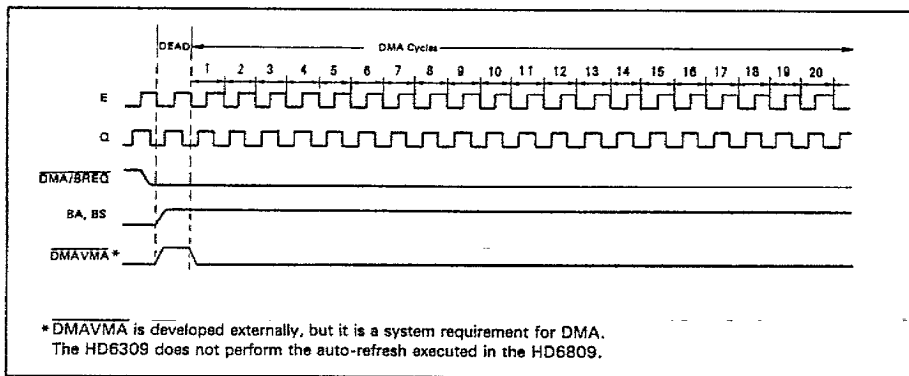 DEAD DMA Cycles
1 2 3 4 5 6 7 8 9 10 11 12 13 14 15 16 17 18 19 20
E
Q
DMA/BREQ
BA, BS
DMAVMA*
*DMAVMA is developed externally, but it is a system requirement for DMA.
The HD6309 does not perform the auto-refresh executed in the HD6809.